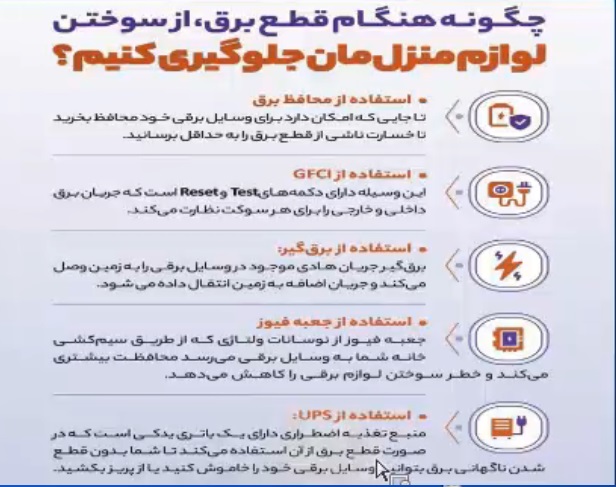 چگونه هنگام قطع برق، از سوختن
لوازم منزل‌مان جلوگیری کنیم؟
• استفاده از محافظ برق
تا جایی که امکان دارد برای وسایل برقی خود محافظ بخرید
تا خسارت ناشی از قطع برق را به حداقل برسانید.
• استفاده از GFCI
این وسیله دارای دکمه‌های Test و Reset است که جریان برق
داخلی و خارجی را برای هر سوکت نظارت می‌کند.
• استفاده از برق‌گیر:
برق‌گیر جریان هادی موجود در وسایل برقی را به زمین وصل
می‌کند و جریان اضافه به زمین انتقال داده می شود.
• استفاده از جعبه فیوز
جعبه فیوز از نوسانات ولتاژی که از طریق سیم‌کشی
خانه شما به وسایل برقی می‌رسد محافظت بیشتری
می‌کند و خطر سوختن لوازم برقی را کاهش می‌دهد.
• استفاده از UPS:
منبع تغذیه اضطراری دارای یک باتری یدکی است که در
صورت قطع برق از آن استفاده می‌کند تا شما بدون قطع
شدن ناگهانی برق بتوانید وسایل برقی خود را خاموش کنید یا از پریز بکشید.